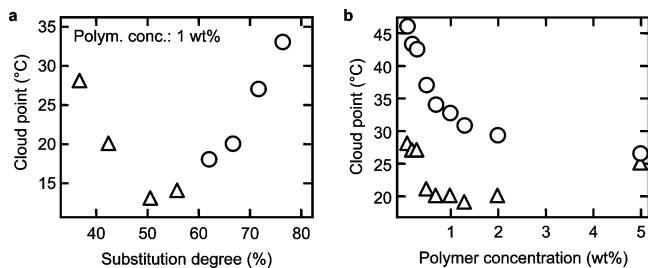 a
Polym. conc.: 1 wt%
35
30
25
20
15
Cloud point (°C)
40 50 60 70 80
Substitution degree (%)
b
45
40
35
30
25
20
Cloud point (°C)
1 2 3 4 5
Polymer concentration (wt%)